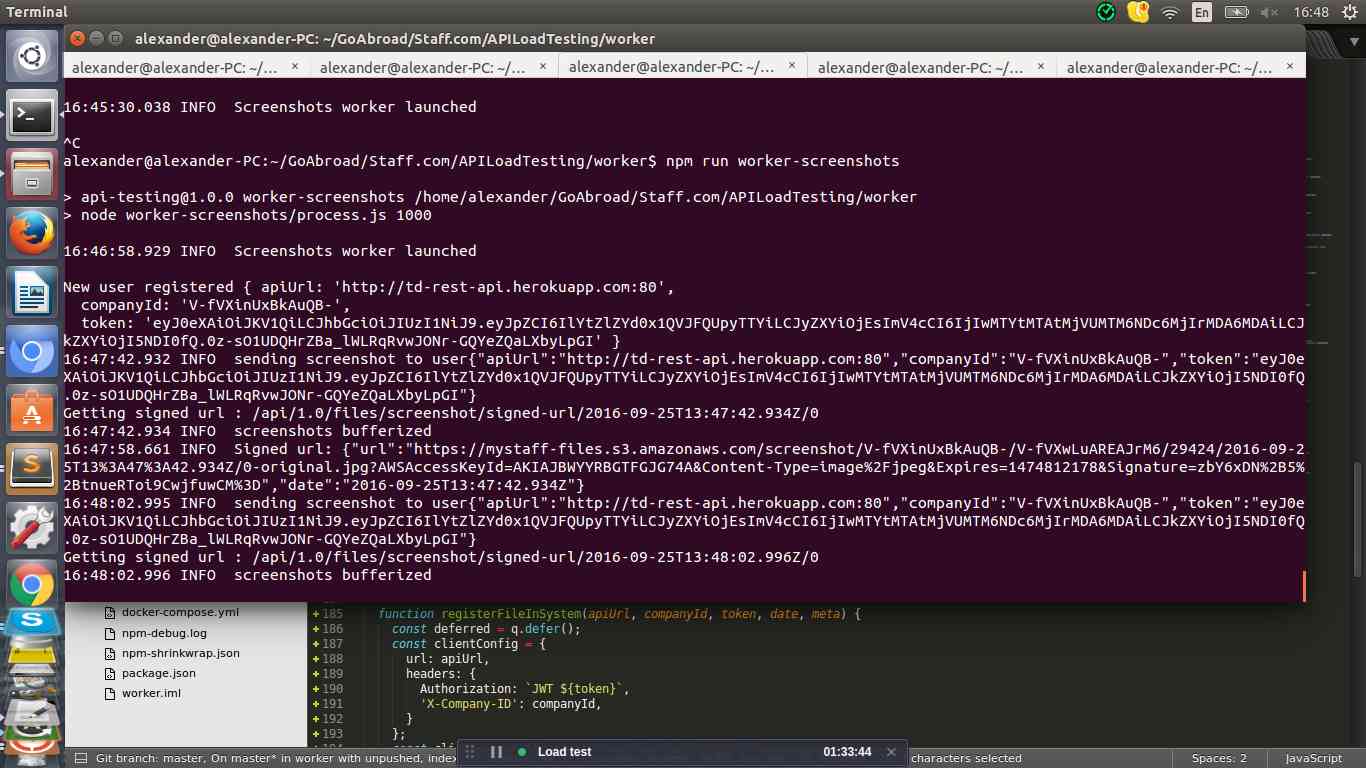 Terminal
En
16:48
alexander@alexander-PC: ~/GoAbroad/Staff.com/APILoadTesting/worker
alexander@alexander-PC: ~/... × alexander@alexander-PC: ~/... × alexander@alexander-PC: ~/... × alexander@alexander-PC: ~/... × alexander@alexander-PC: ~/... ×
16:45:30.038 INFO  Screenshots worker launched
^C
alexander@alexander-PC:~/GoAbroad/Staff.com/APILoadTesting/worker$ npm run worker-screenshots
> api-testing@1.0.0 worker-screenshots /home/alexander/GoAbroad/Staff.com/APILoadTesting/worker
> node worker-screenshots/process.js 1000
16:46:58.929 INFO  Screenshots worker launched
New user registered { apiUrl: 'http://td-rest-api.herokuapp.com:80',
companyId: 'V-fVXinUxBkAuQB-',
token: 'eyJ0eXAiOiJKV1QiLCJhbGciOiJIUzI1NiJ9.eyJpZCI6IlYtZlZYd0x1QVJFQUpyTTYiLCJyZXYiOjEsImV4cCI6IjIwMTYtMTAtMjVUMTM6NDc6MjIrMDA6MDAiLCJ
kZXYiOjI5NDI0fQ.0z-sO1UDQHrZBa_lWLRqRvwJONr-GQYeZQaLXbyLpGI' }
16:47:42.932 INFO  sending screenshot to user{"apiUrl":"http://td-rest-api.herokuapp.com:80","companyId":"V-fVXinUxBkAuQB-","token":"eyJ0e
XAiOiJKV1QiLCJhbGciOiJIUzI1NiJ9.eyJpZCI6IlYtZlZYd0x1QVJFQUpyTTYiLCJyZXYiOjEsImV4cCI6IjIwMTYtMTAtMjVUMTM6NDc6MjIrMDA6MDAiLCJkZXYiOjI5NDI0fQ
.0z-sO1UDQHrZBa_lWLRqRvwJONr-GQYeZQaLXbyLpGI"}
Getting signed url : /api/1.0/files/screenshot/signed-url/2016-09-25T13:47:42.934Z/0
16:47:42.934 INFO  screenshots bufferized
16:47:58.661 INFO  Signed url: {"url":"https://mystaff-files.s3.amazonaws.com/screenshot/V-fVXinUxBkAuQB-/V-fVXwLuAREAJrM6/29424/2016-09-2
5T13%3A47%3A42.934Z/0-original.jpg?AWSAccessKeyId=AKIAJBWYYRBGTFGJG74A&Content-Type=image%2Fjpeg&Expires=1474812178&Signature=zbY6xDN%2B5%
2BtnueRToi9CwjfuwCM%3D","date":"2016-09-25T13:47:42.934Z"}
16:48:02.995 INFO  sending screenshot to user{"apiUrl":"http://td-rest-api.herokuapp.com:80","companyId":"V-fVXinUxBkAuQB-","token":"eyJ0e
XAiOiJKV1QiLCJhbGciOiJIUzI1NiJ9.eyJpZCI6IlYtZlZYd0x1QVJFQUpyTTYiLCJyZXYiOjEsImV4cCI6IjIwMTYtMTAtMjVUMTM6NDc6MjIrMDA6MDAiLCJkZXYiOjI5NDI0fQ
.0z-sO1UDQHrZBa_lWLRqRvwJONr-GQYeZQaLXbyLpGI"}
Getting signed url : /api/1.0/files/screenshot/signed-url/2016-09-25T13:48:02.996Z/0
16:48:02.996 INFO  screenshots bufferized
docker-compose.yml
npm-debug.log
npm-shrinkwrap.json
package.json
worker.iml
185 function registerFileInSystem(apiUrl, companyId, token, date, meta) {
186 const deferred = q.defer();
187 const clientConfig = {
188 url: apiUrl,
189 headers: {
190 Authorization: `JWT ${token}`,
191 'X-Company-ID': companyId,
192 }
193 };
Load test
01:33:44
Git branch: master, On master* in worker with unpushed, index
characters selected
Spaces: 2
JavaScript